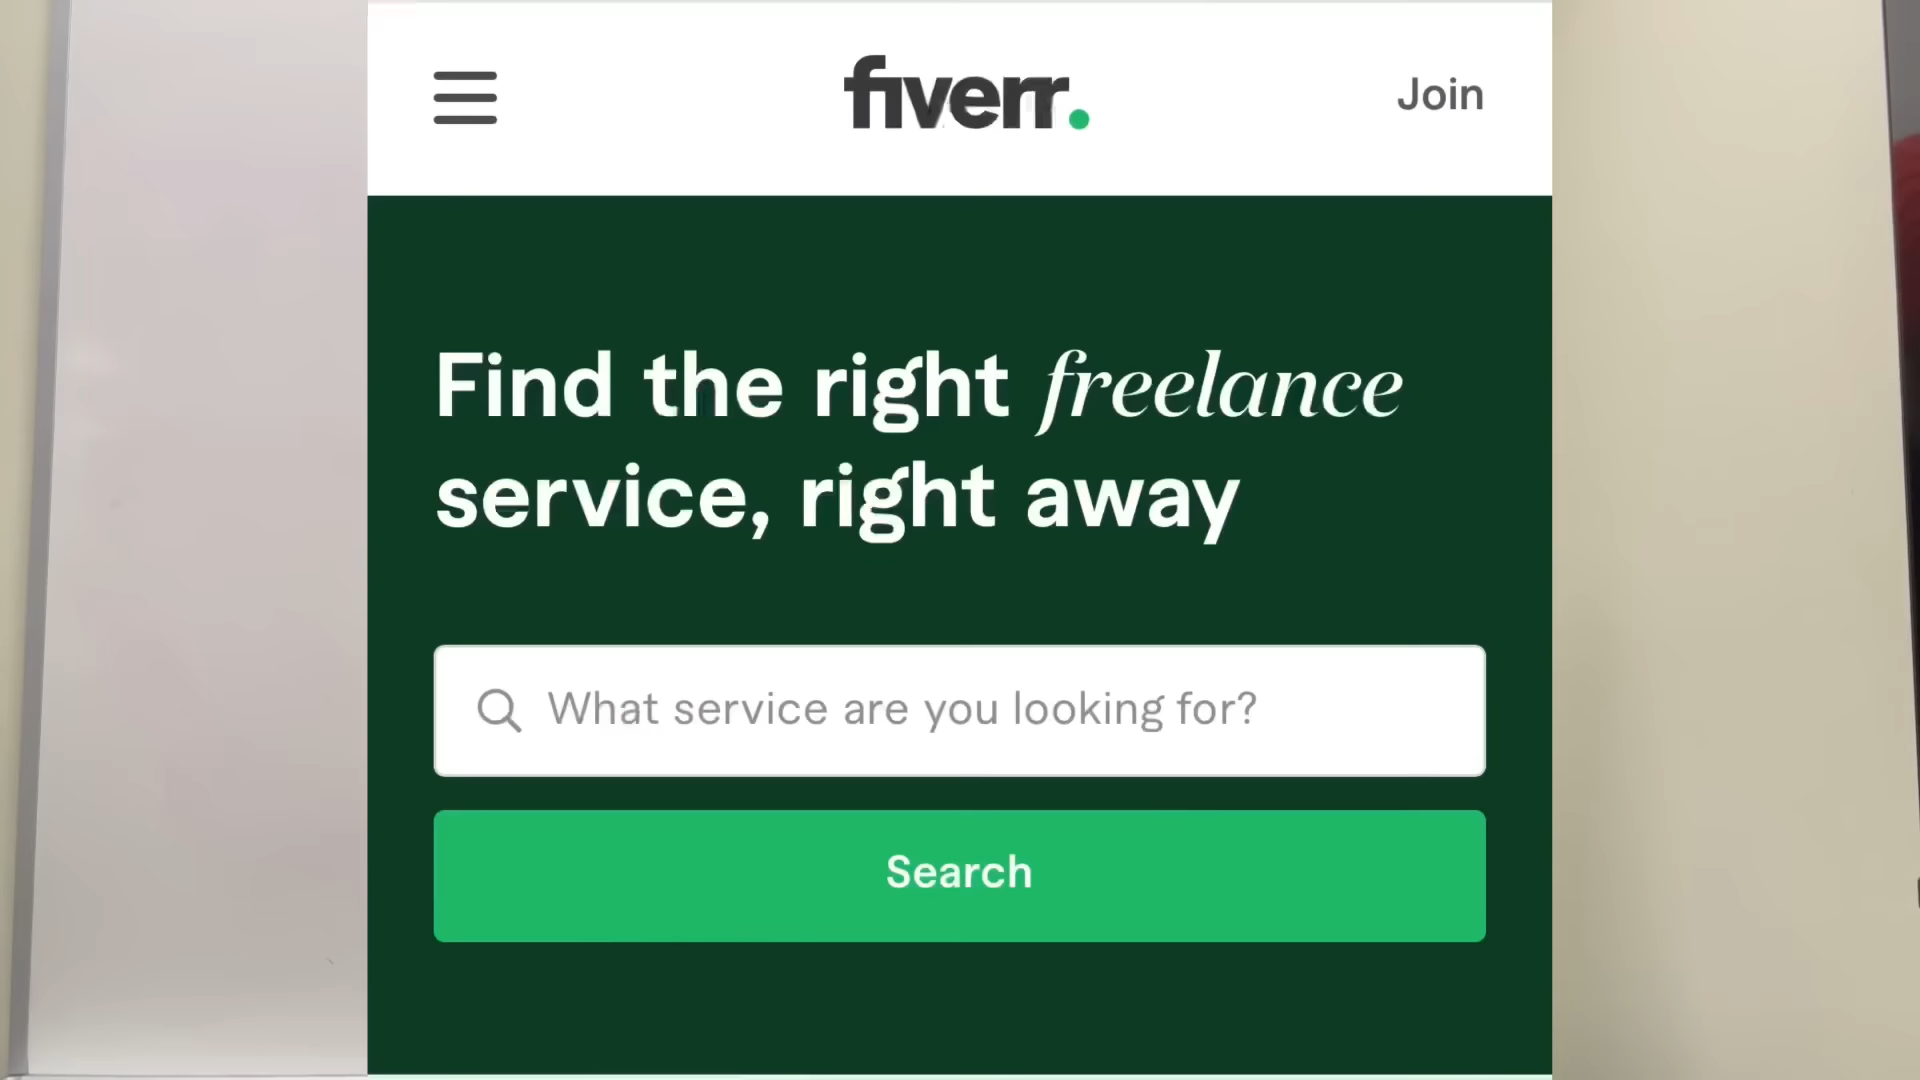 fiverr.
Join
Find the right freelance
service, right away
What service are you looking for?
Search